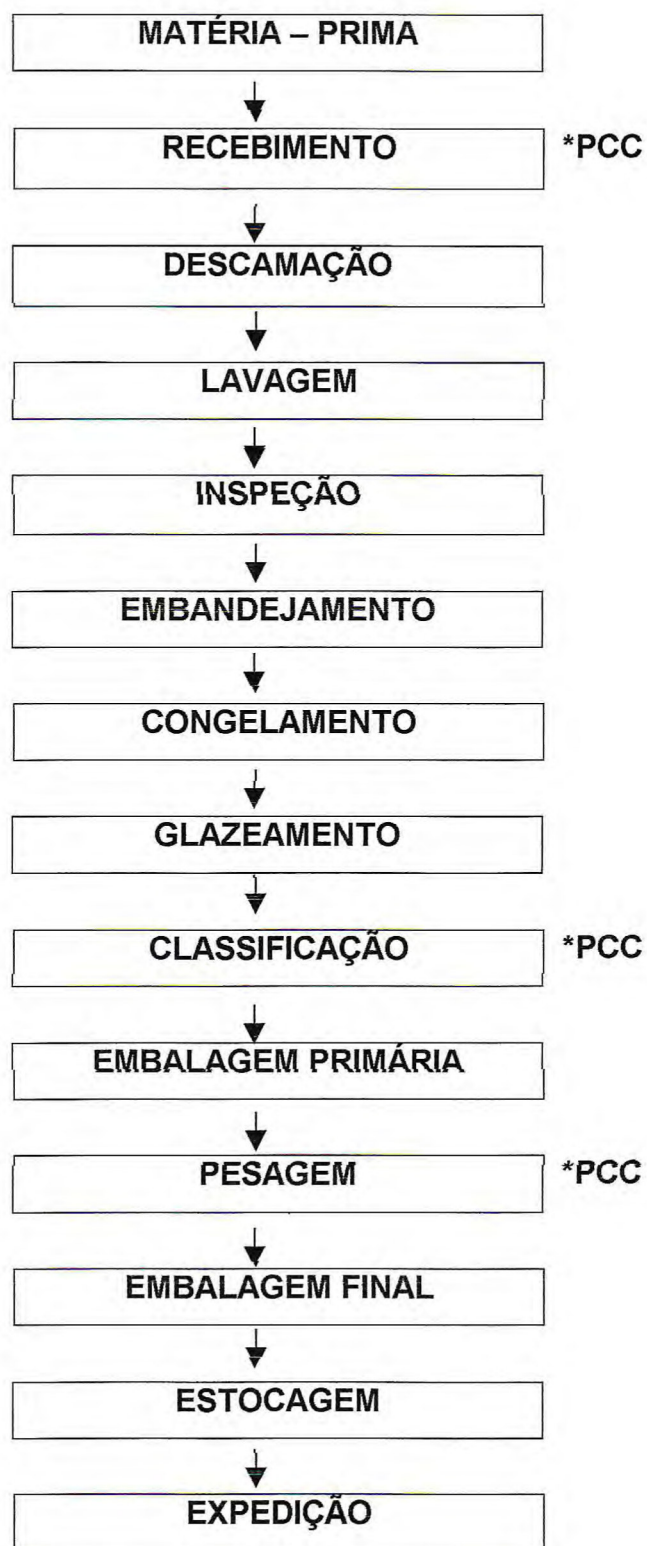 MATÉRIA – PRIMA
RECEBIMENTO *PCC
DESCAMAÇÃO
LAVAGEM
INSPEÇÃO
EMBANDEJAMENTO
CONGELAMENTO
GLAZEAMENTO
CLASSIFICAÇÃO *PCC
EMBALAGEM PRIMÁRIA
PESAGEM *PCC
EMBALAGEM FINAL
ESTOCAGEM
EXPEDIÇÃO